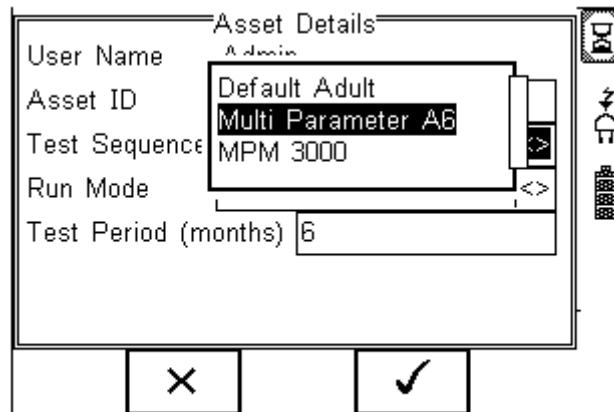 Asset Details
User Name Admin
Asset ID
Default Adult
Multi Parameter A6
Test Sequence <>
MPM 3000
Run Mode <>
Test Period (months) 6